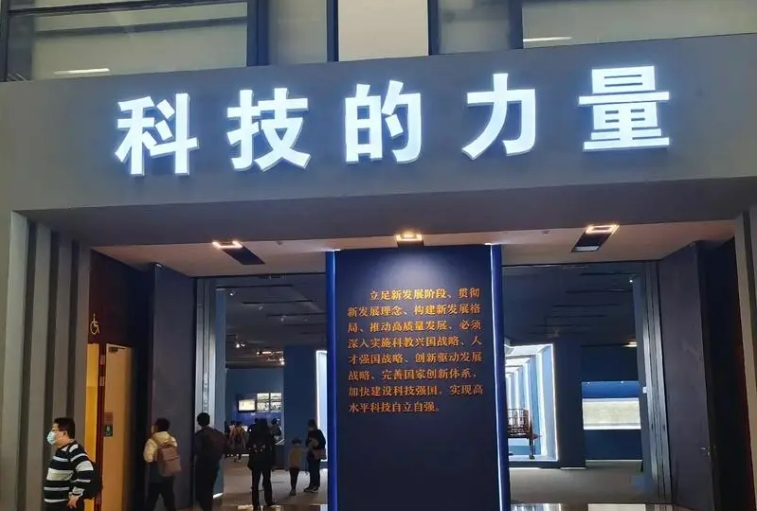 科技的力量
立足新发展阶段、贯彻
新发展理念、构建新发展格
局、推动高质量发展，必须
深入实施科教兴国战略、人
才强国战略、创新驱动发展
战略，完善国家创新体系，
加快建设科技强国，实现高
水平科技自立自强。